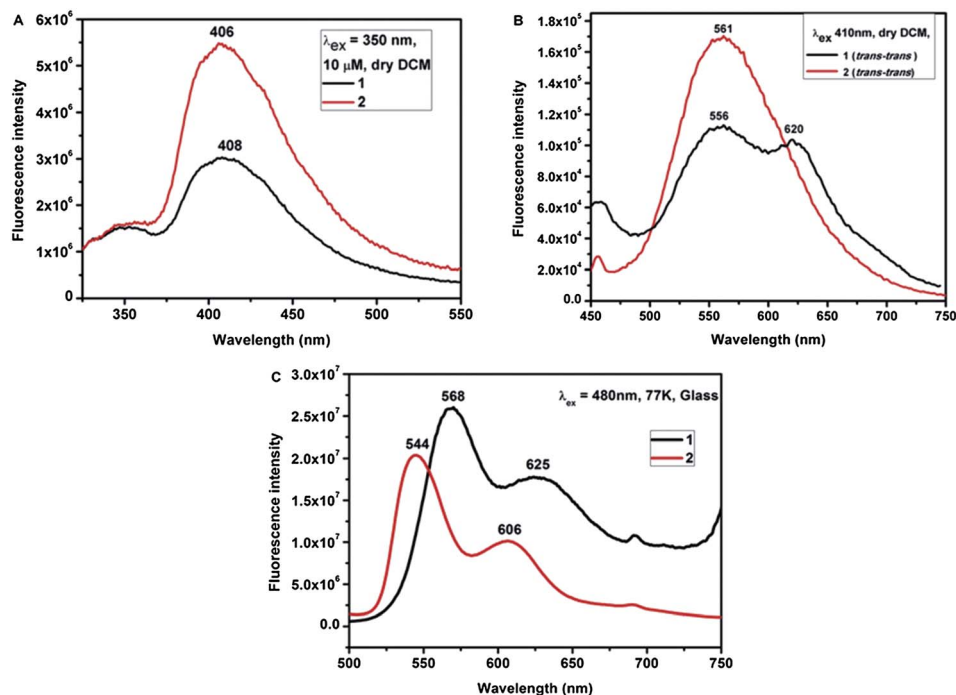 A
6x10⁶
5x10⁶
4x10⁶
3x10⁶
2x10⁶
1x10⁶
0
Fluorescence intensity
406
408
λex = 350 nm,
10 μM, dry DCM
1
2
350 400 450 500 550
Wavelength (nm)
B
1.8x10⁵
1.6x10⁵
1.4x10⁵
1.2x10⁵
1.0x10⁵
8.0x10⁴
6.0x10⁴
4.0x10⁴
2.0x10⁴
0.0
Fluorescence intensity
561
556
620
λex 410nm, dry DCM,
1 (trans-trans )
2 (trans-trans)
450 500 550 600 650 700 750
Wavelength (nm)
C
3.0x10⁷
2.5x10⁷
2.0x10⁷
1.5x10⁷
1.0x10⁷
5.0x10⁶
0.0
Fluorescence intensity
568
544
625
606
λex = 480nm, 77K, Glass
1
2
500 550 600 650 700 750
Wavelength (nm)